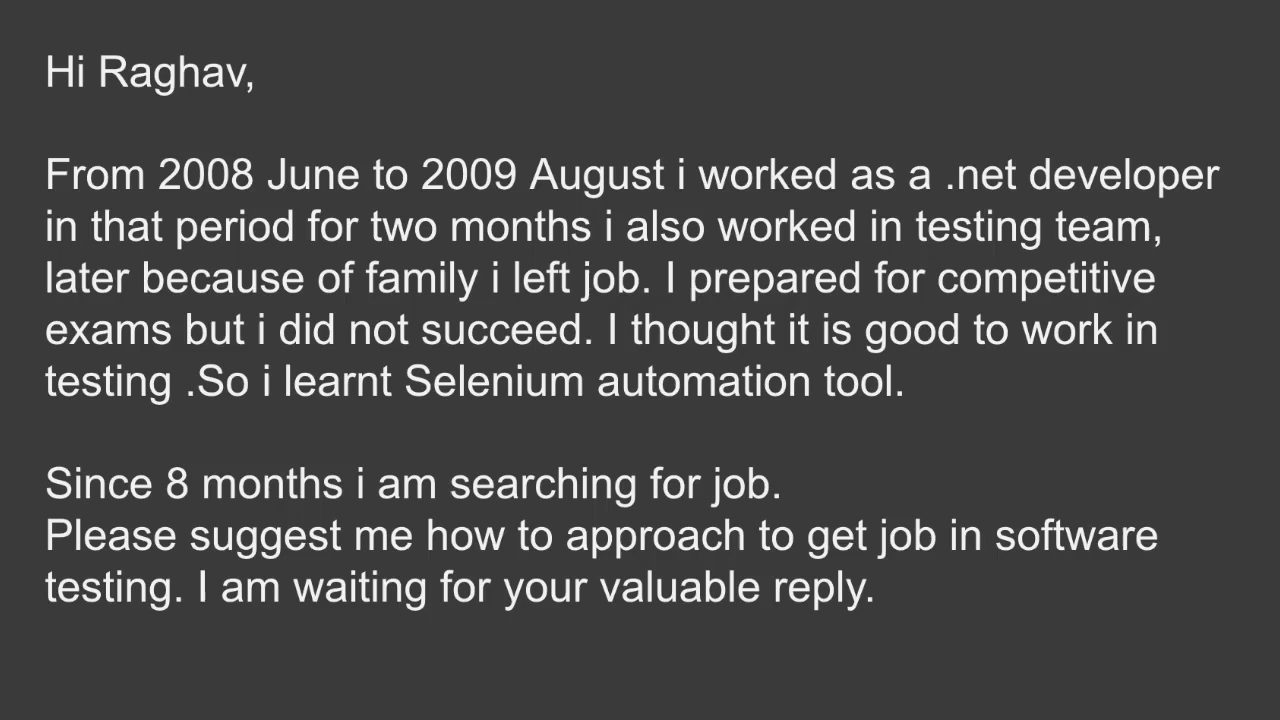 Hi Raghav,
From 2008 June to 2009 August i worked as a .net developer
in that period for two months i also worked in testing team,
later because of family i left job. I prepared for competitive
exams but i did not succeed. I thought it is good to work in
testing .So i learnt Selenium automation tool.
Since 8 months i am searching for job.
Please suggest me how to approach to get job in software
testing. I am waiting for your valuable reply.